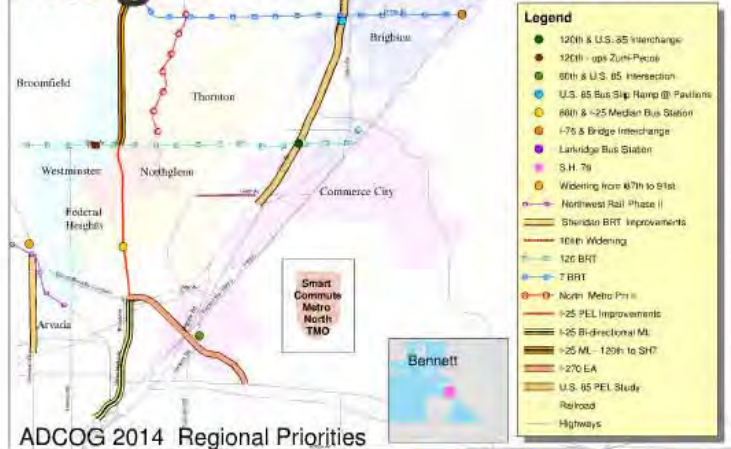 Brighton
Broomfield
Thornton
Westminster
Northglenn
Commerce City
Federal
Heights
Smart
Commute
Metro
North
TMO
Arvada
Bennett
ADCOG 2014 Regional Priorities
Legend
120th & U.S. 85 Interchange
120th - ops Zuni-Pecos
60th & U.S. 85 Intersection
U.S. 85 Bus Slip Ramp @ Pavilions
88th & I-25 Median Bus Station
I-76 & Bridge Interchange
Larkridge Bus Station
S.H. 79
Widening from 87th to 91st
Northwest Rail Phase II
Sheridan BRT Improvements
104th Widening
120 BRT
7 BRT
North Metro PH II
I-25 PEL Improvements
I-25 Bi-directional ML
I-25 ML - 120th to SH7
I-270 EA
U.S. 85 PEL Study
Railroad
Highways